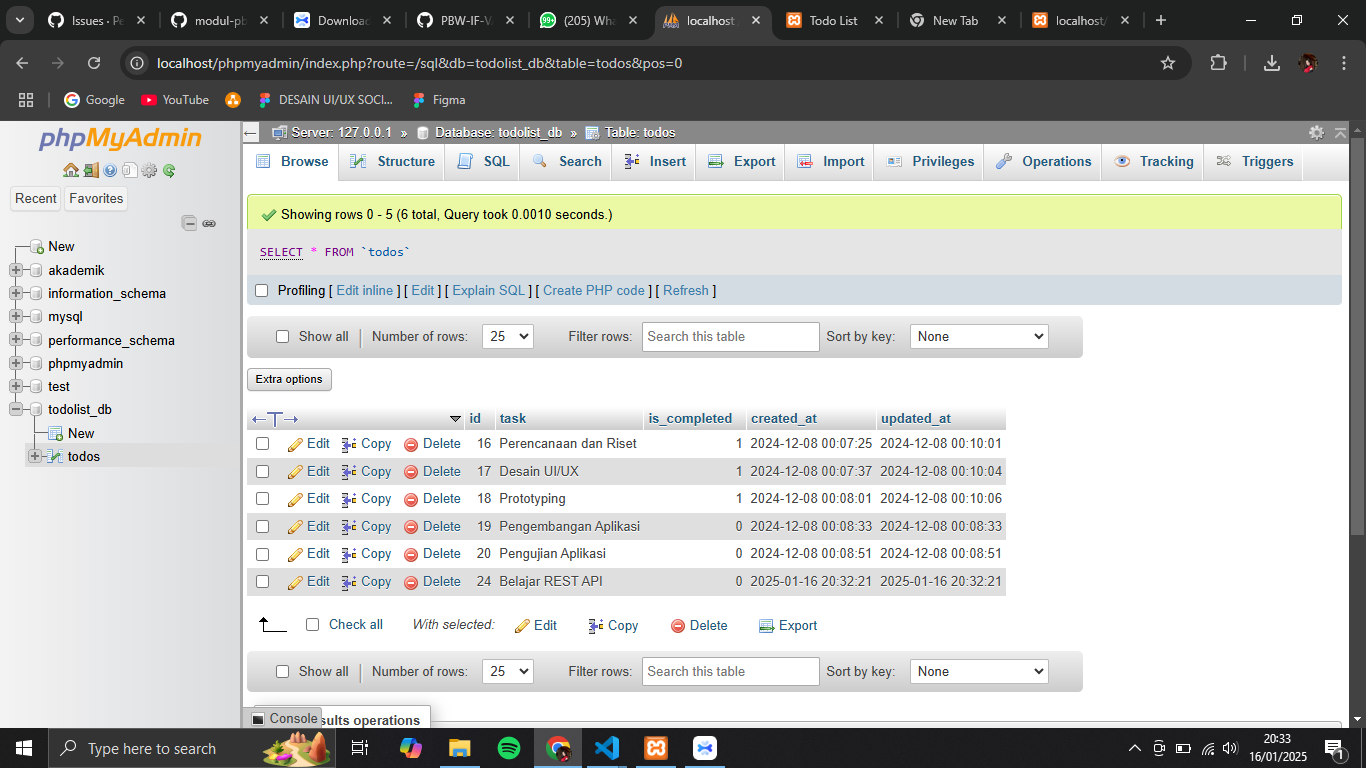 Issues · Pe
modul-pb
Downloac
PBW-IF-V
(205) Wha
localhost
Todo List
New Tab
localhost/
localhost/phpmyadmin/index.php?route=/sql&db=todolist_db&table=todos&pos=0
Google YouTube DESAIN UI/UX SOCI... Figma
phpMyAdmin
Recent Favorites
New
akademik
information_schema
mysql
performance_schema
phpmyadmin
test
todolist_db
New
todos
Server: 127.0.0.1 » Database: todolist_db » Table: todos
Browse Structure SQL Search Insert Export Import Privileges Operations Tracking Triggers
Showing rows 0 - 5 (6 total, Query took 0.0010 seconds.)
SELECT * FROM `todos`
Profiling [ Edit inline ] [ Edit ] [ Explain SQL ] [ Create PHP code ] [ Refresh ]
Show all Number of rows: 25 Filter rows: Search this table Sort by key: None
Extra options
id task is_completed created_at updated_at
Edit Copy Delete 16 Perencanaan dan Riset 1 2024-12-08 00:07:25 2024-12-08 00:10:01
Edit Copy Delete 17 Desain UI/UX 1 2024-12-08 00:07:37 2024-12-08 00:10:04
Edit Copy Delete 18 Prototyping 1 2024-12-08 00:08:01 2024-12-08 00:10:06
Edit Copy Delete 19 Pengembangan Aplikasi 0 2024-12-08 00:08:33 2024-12-08 00:08:33
Edit Copy Delete 20 Pengujian Aplikasi 0 2024-12-08 00:08:51 2024-12-08 00:08:51
Edit Copy Delete 24 Belajar REST API 0 2025-01-16 20:32:21 2025-01-16 20:32:21
Check all With selected: Edit Copy Delete Export
Show all Number of rows: 25 Filter rows: Search this table Sort by key: None
Console sults operations
Type here to search
20:33
16/01/2025
1